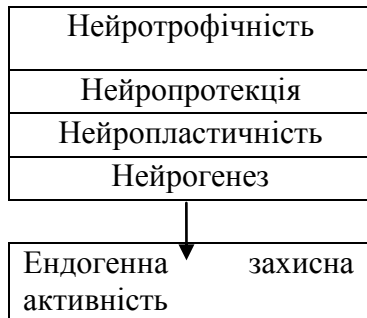 Нейротрофічність
Нейропротекція
Нейропластичність
Нейрогенез
Ендогенна захисна
активність